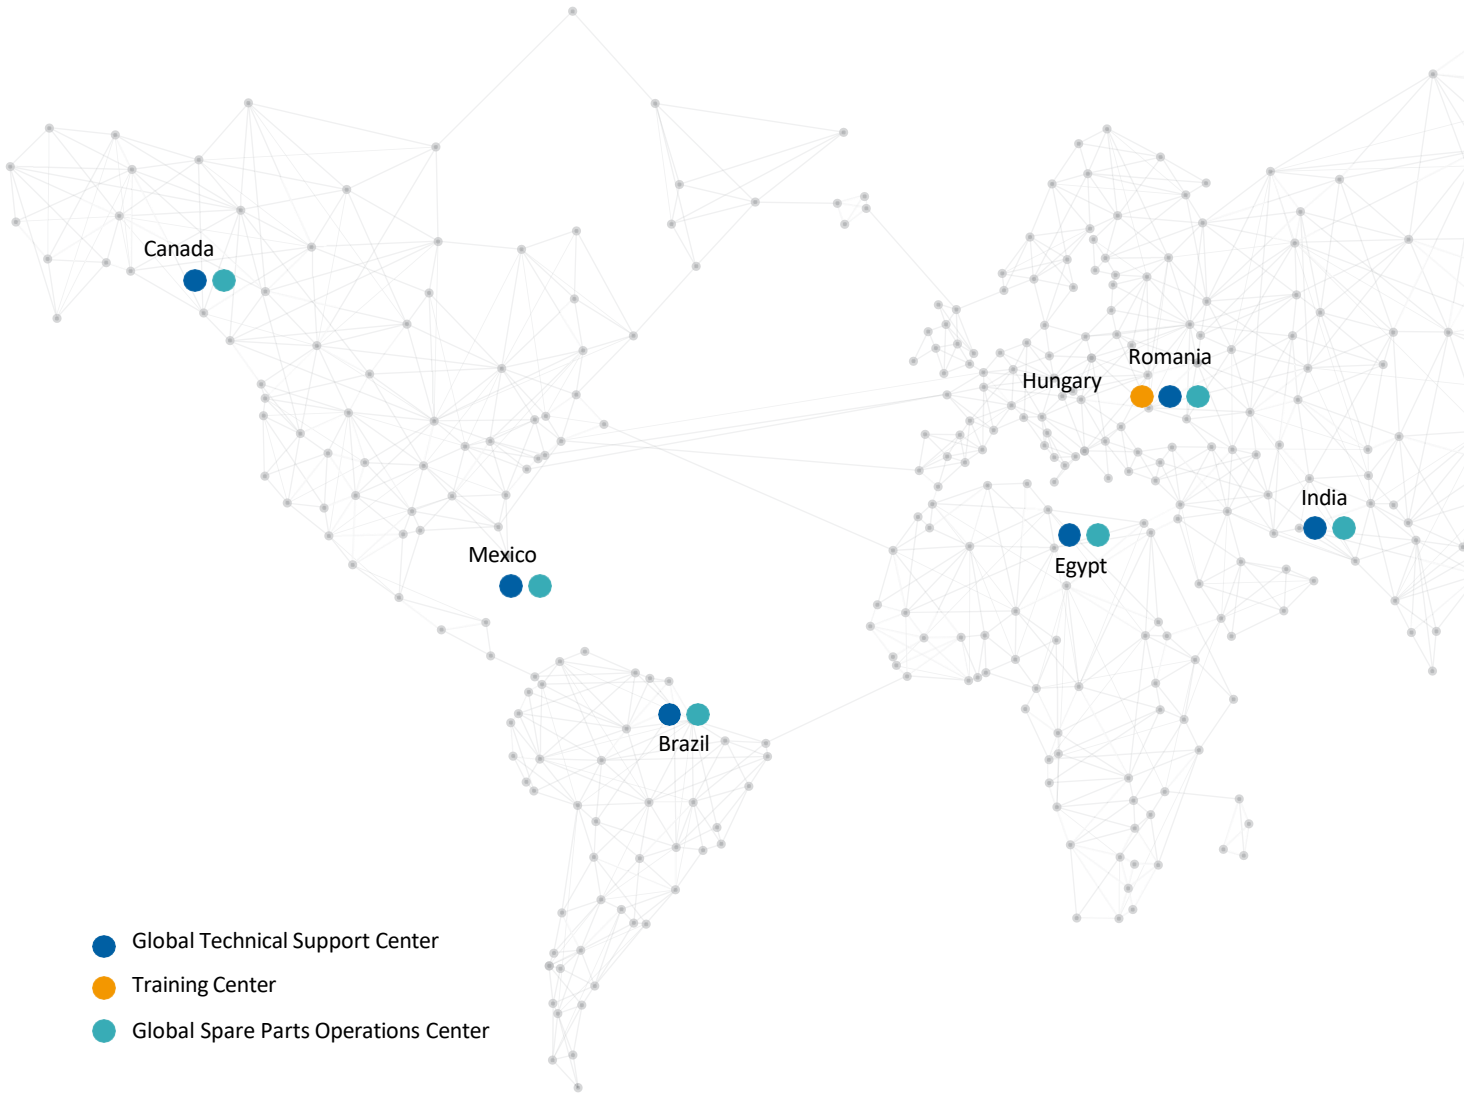 Canada
Romania
Hungary
India
Mexico
Egypt
Brazil
Global Technical Support Center
Training Center
Global Spare Parts Operations Center